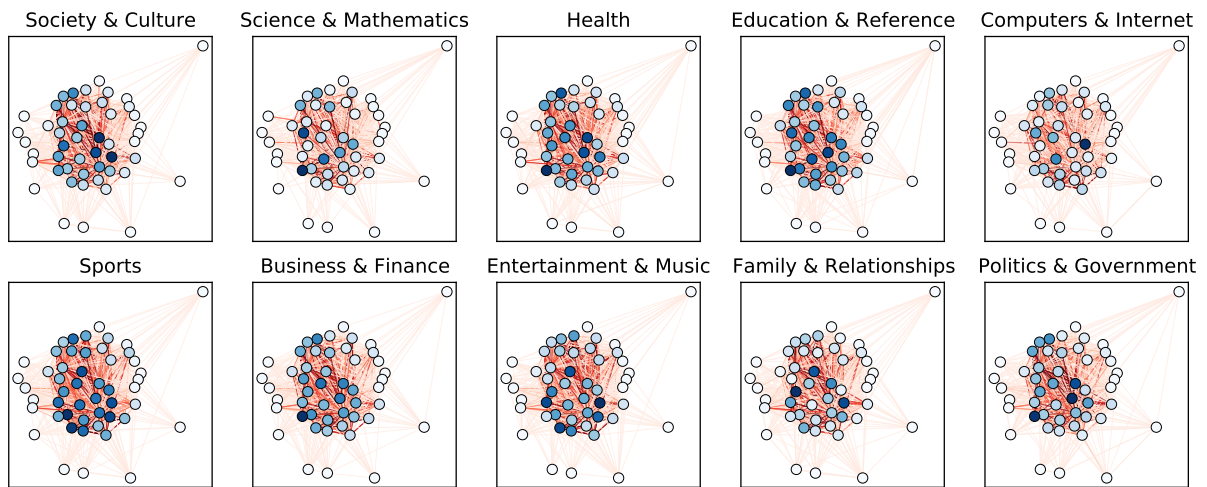 Society & Culture
Science & Mathematics
Health
Education & Reference
Computers & Internet
Sports
Business & Finance
Entertainment & Music
Family & Relationships
Politics & Government